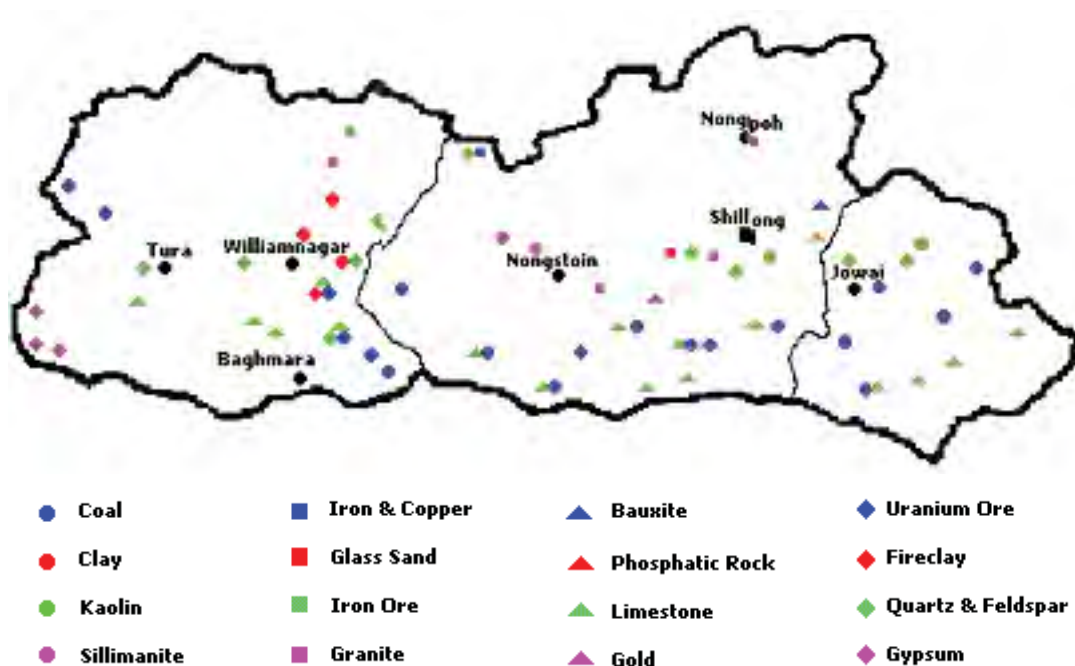 Nongpoh
Shillong
Tura
Williamnagar
Nongstoin
Jowai
Baghmara
Coal
Iron & Copper
Bauxite
Uranium Ore
Clay
Glass Sand
Phosphatic Rock
Fireclay
Kaolin
Iron Ore
Limestone
Quartz & Feldspar
Sillimanite
Granite
Gold
Gypsum